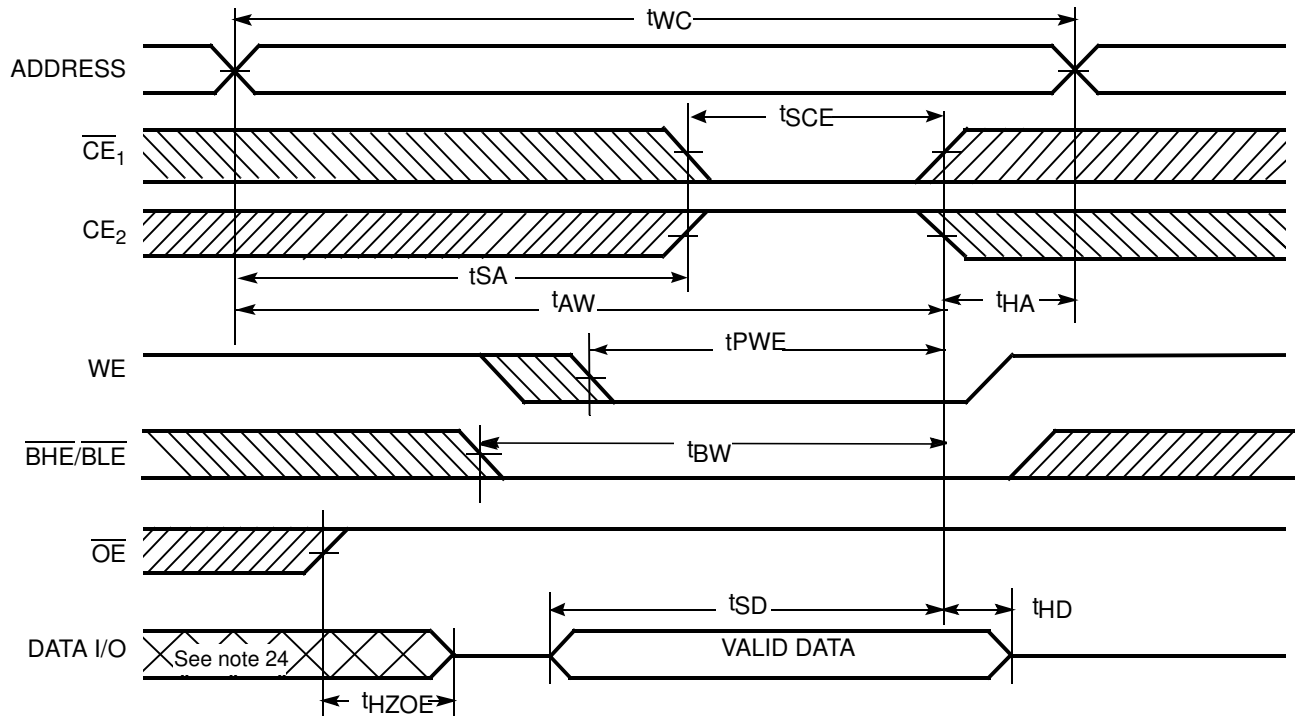 tWC
ADDRESS
tSCE
CE1
CE2
tSA
tAW
tHA
tPWE
WE
BHE/BLE
tBW
OE
tSD
tHD
DATA I/O
See note 24
VALID DATA
tHZOE